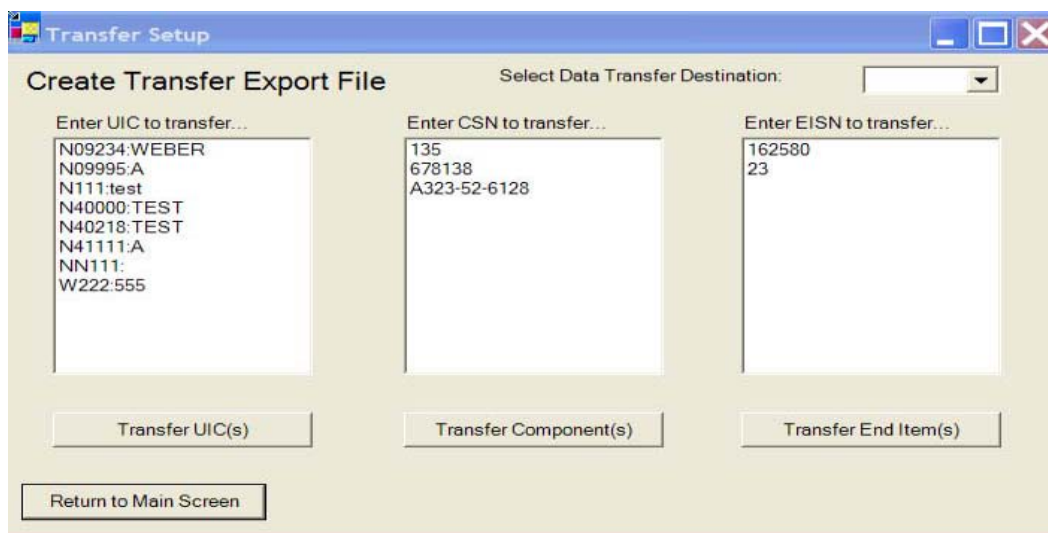 Transfer Setup
Create Transfer Export File
Select Data Transfer Destination:
Enter UIC to transfer...
N09234:WEBER
N09995:A
N111:test
N40000:TEST
N40218:TEST
N41111:A
NN111:
W222:555
Enter CSN to transfer...
135
678138
A323-52-6128
Enter EISN to transfer...
162580
23
Transfer UIC(s)
Transfer Component(s)
Transfer End Item(s)
Return to Main Screen